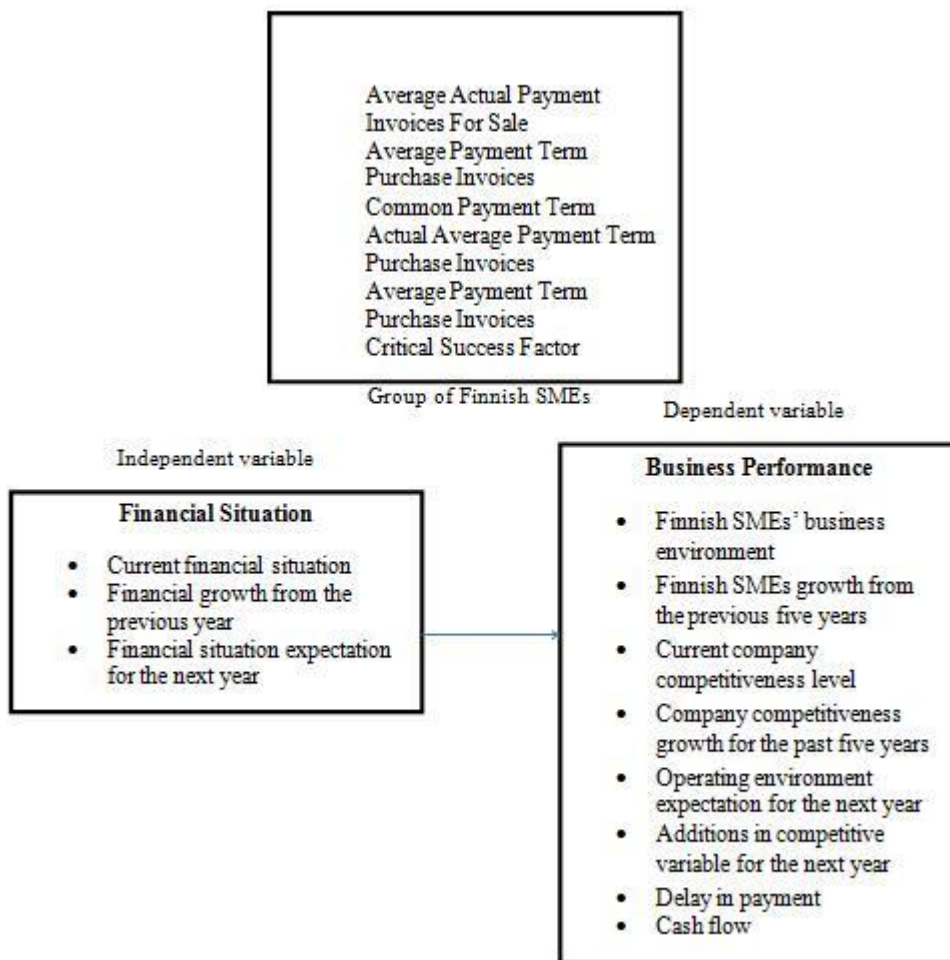 Average Actual Payment
Invoices For Sale
Average Payment Term
Purchase Invoices
Common Payment Term
Actual Average Payment Term
Purchase Invoices
Average Payment Term
Purchase Invoices
Critical Success Factor
Group of Finnish SMEs
Independent variable
Financial Situation
• Current financial situation
• Financial growth from the
previous year
• Financial situation expectation
for the next year
Dependent variable
Business Performance
• Finnish SMEs’ business
environment
• Finnish SMEs growth from
the previous five years
• Current company
competitiveness level
• Company competitiveness
growth for the past five years
• Operating environment
expectation for the next year
• Additions in competitive
variable for the next year
• Delay in payment
• Cash flow